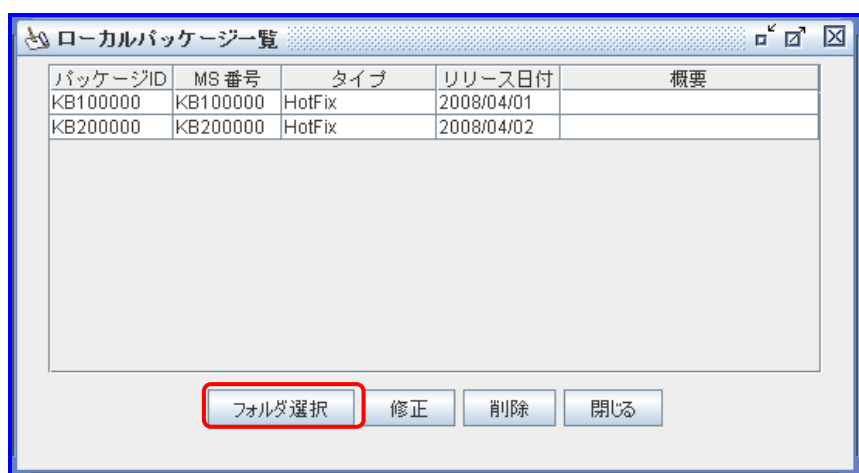 ローカルパッケージ一覧
パッケージID MS 番号 タイプ リリース日付 概要
KB100000 KB100000 HotFix 2008/04/01
KB200000 KB200000 HotFix 2008/04/02
フォルダ選択 修正 削除 閉じる